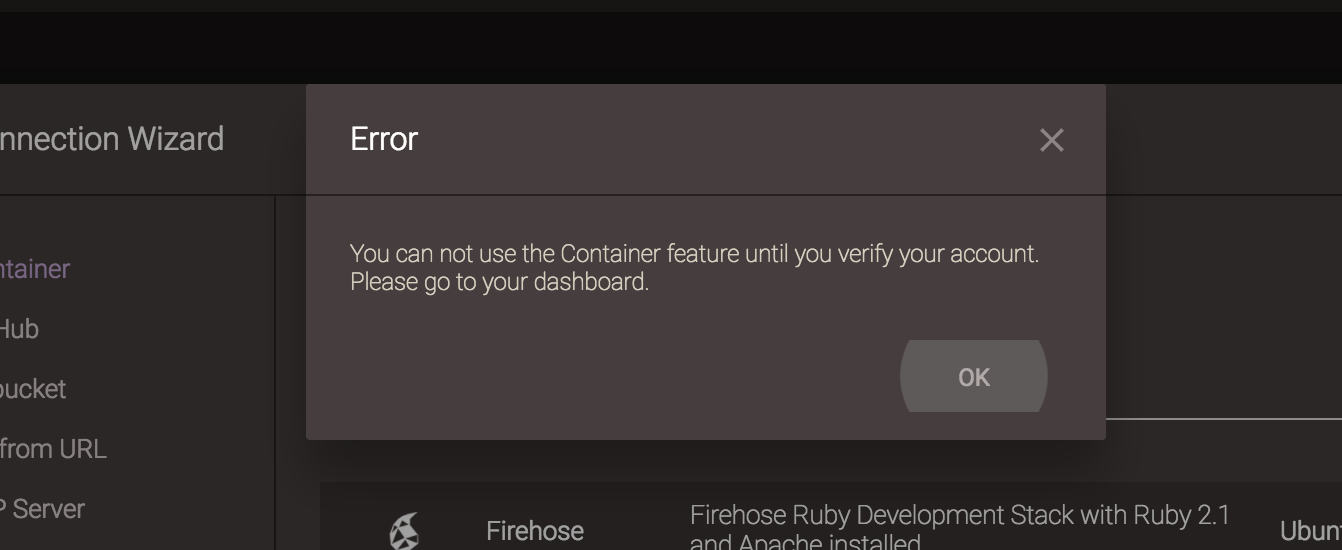 nnection Wizard
Error
You can not use the Container feature until you verify your account.
Please go to your dashboard.
OK
ntainer
Hub
bucket
from URL
P Server
Firehose
Firehose Ruby Development Stack with Ruby 2.1
and Apache installed
Ubunt